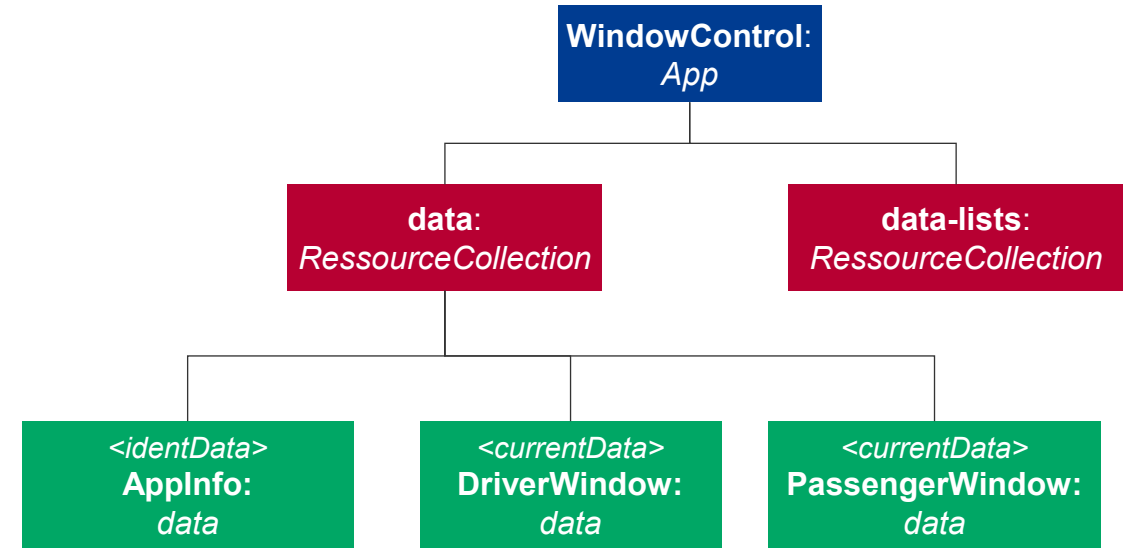 WindowControl:
App
data:
RessourceCollection
data-lists:
RessourceCollection
<identData>
AppInfo:
data
<currentData>
DriverWindow:
data
<currentData>
PassengerWindow:
data